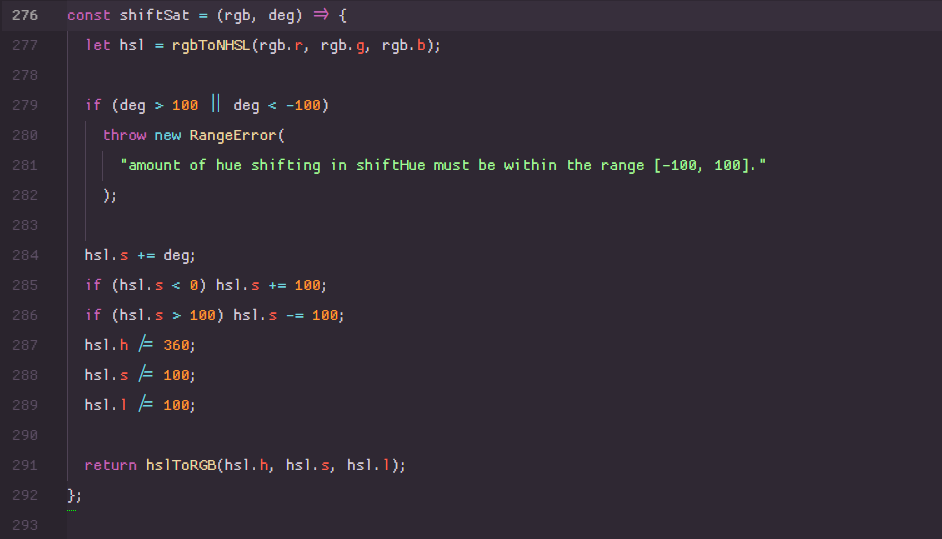 276 const shiftSat = (rgb, deg) => {
277 let hsl = rgbToNHSL(rgb.r, rgb.g, rgb.b);
278
279 if (deg > 100 || deg < -100)
280 throw new RangeError(
281 "amount of hue shifting in shiftHue must be within the range [-100, 100]."
282 );
283
284 hsl.s += deg;
285 if (hsl.s < 0) hsl.s += 100;
286 if (hsl.s > 100) hsl.s -= 100;
287 hsl.h /= 360;
288 hsl.s /= 100;
289 hsl.l /= 100;
290
291 return hslToRGB(hsl.h, hsl.s, hsl.l);
292 };
293